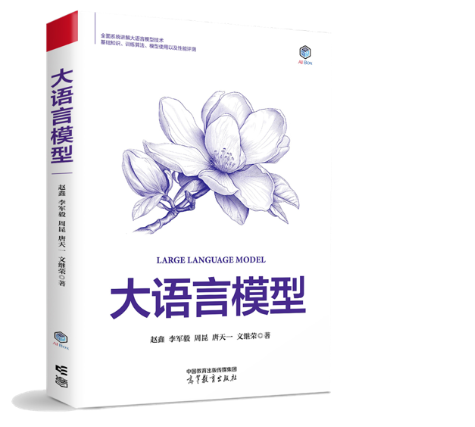 全面系统讲解大语言模型技术
基础知识、训练算法、模型使用以及性能评测
AI Box
LARGE LANGUAGE MODEL
大语言模型
赵鑫 李军毅 周昆 唐天一 文继荣◎著
中国教育出版传媒集团
高等教育出版社
大语言模型
赵鑫 李军毅 周昆 唐天一 文继荣◎著
AI Box